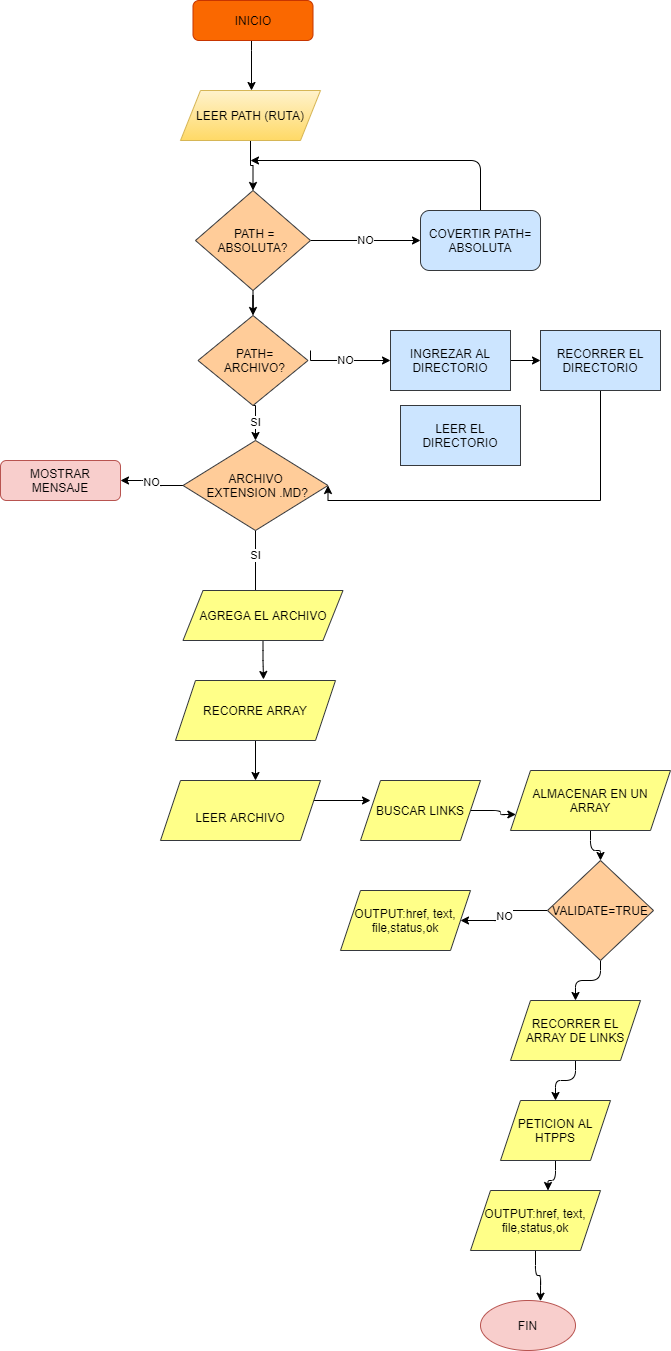 INICIO
LEER PATH (RUTA)
PATH =
ABSOLUTA?
NO
COVERTIR PATH=
ABSOLUTA
PATH=
ARCHIVO?
NO
INGREZAR AL
DIRECTORIO
RECORRER EL
DIRECTORIO
SI
LEER EL
DIRECTORIO
MOSTRAR
MENSAJE
NO
ARCHIVO
EXTENSION .MD?
SI
AGREGA EL ARCHIVO
RECORRE ARRAY
LEER ARCHIVO
BUSCAR LINKS
ALMACENAR EN UN
ARRAY
OUTPUT:href, text,
file,status,ok
NO
VALIDATE=TRUE
RECORRER EL
ARRAY DE LINKS
PETICION AL
HTPPS
OUTPUT:href, text,
file,status,ok
FIN